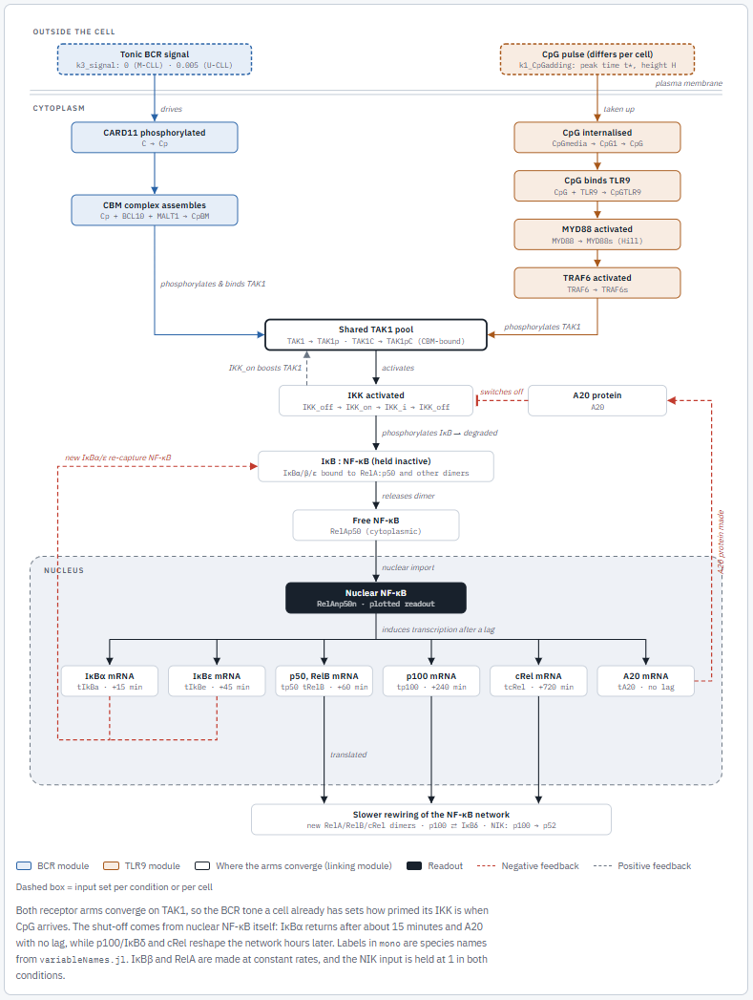 OUTSIDE THE CELL
Tonic BCR signal
k3_signal: 0 (M-CLL) · 0.005 (U-CLL)
CpG pulse (differs per cell)
k1_CpGadding: peak time t★, height H
plasma membrane
CYTOPLASM
drives
taken up
CARD11 phosphorylated
C → Cp
CpG internalised
CpGmedia → CpG1 → CpG
CpG binds TLR9
CpG + TLR9 → CpGTLR9
CBM complex assembles
Cp + BCL10 + MALT1 → CpBM
MYD88 activated
MYD88 → MYD88s (Hill)
TRAF6 activated
TRAF6 → TRAF6s
phosphorylates & binds TAK1
phosphorylates TAK1
Shared TAK1 pool
TAK1 → TAK1p · TAK1C → TAK1pC (CBM-bound)
IKK_on boosts TAK1
activates
IKK activated
IKK_off → IKK_on → IKK_i → IKK_off
switches off
A20 protein
A20
phosphorylates IκB → degraded
new IκBα/ε re-capture NF-κB
IκB : NF-κB (held inactive)
IκBα/β/ε bound to RelA:p50 and other dimers
releases dimer
Free NF-κB
RelAp50 (cytoplasmic)
A20 protein made
NUCLEUS
nuclear import
Nuclear NF-κB
RelAnp50n · plotted readout
induces transcription after a lag
IκBα mRNA
tIkBa · +15 min
IκBε mRNA
tIkBe · +45 min
p50, RelB mRNA
tp50 tRelB · +60 min
p100 mRNA
tp100 · +240 min
cRel mRNA
tcRel · +720 min
A20 mRNA
tA20 · no lag
translated
Slower rewiring of the NF-κB network
new RelA/RelB/cRel dimers · p100 ⇄ IκBδ · NIK: p100 → p52
BCR module
TLR9 module
Where the arms converge (linking module)
Readout
Negative feedback
Positive feedback
Dashed box = input set per condition or per cell
Both receptor arms converge on TAK1, so the BCR tone a cell already has sets how primed its IKK is when
CpG arrives. The shut-off comes from nuclear NF-κB itself: IκBα returns after about 15 minutes and A20
with no lag, while p100/IκBδ and cRel reshape the network hours later. Labels in mono are species names
from variableNames.jl. IκBβ and RelA are made at constant rates, and the NIK input is held at 1 in both
conditions.